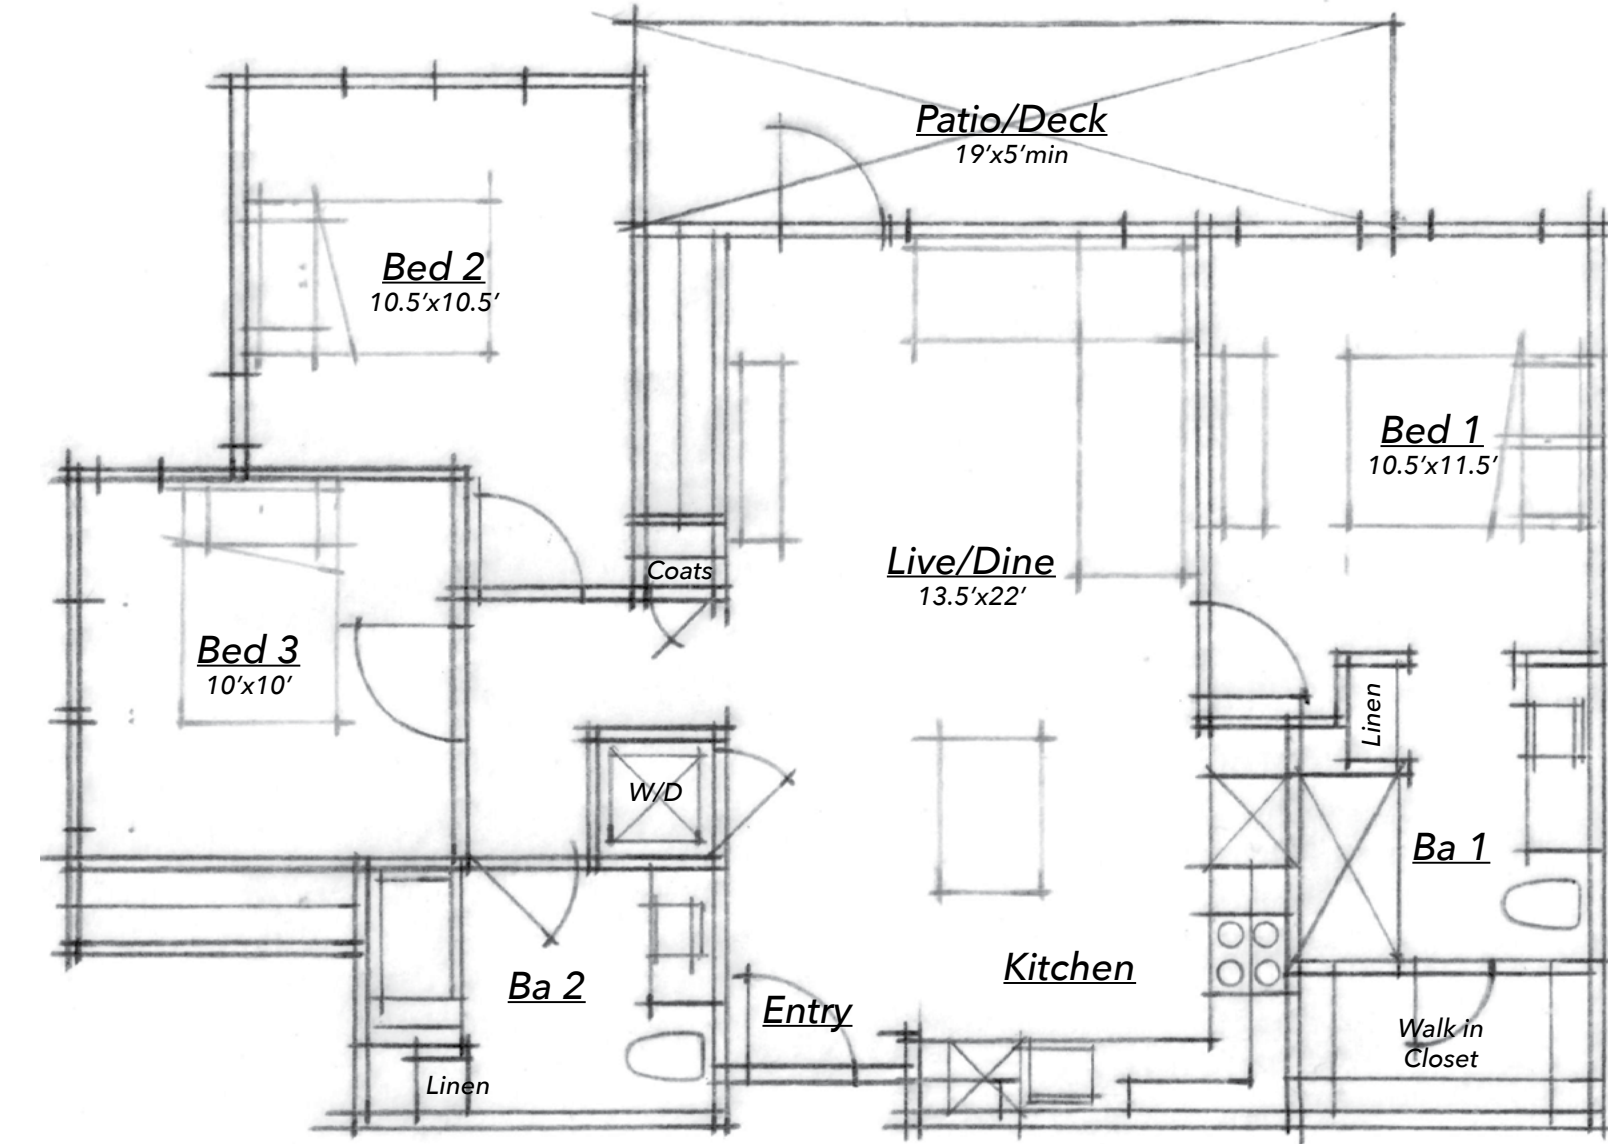 Patio/Deck
19'x5'min
Bed 2
10.5'x10.5'
Bed 1
10.5'x11.5'
Live/Dine
13.5'x22'
Coats
Bed 3
10'x10'
Linen
W/D
Ba 1
Kitchen
Ba 2
Entry
Walk in
Closet
Linen